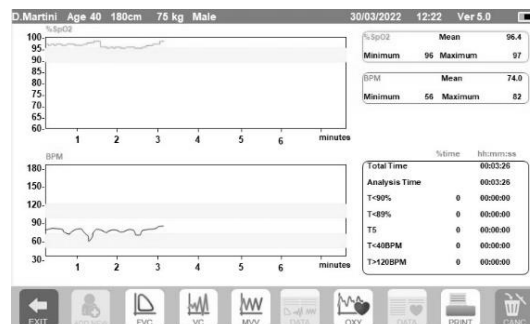 D.Martini Age 40 180cm 75 kg Male 30/03/2022 12:22 Ver 5.0
%SpO2
100
95
90
85
80
75
70
65
60
1 2 3 4 5 6 minutes
%SpO2 Mean 96.4
Minimum 96 Maximum 97
BPM Mean 74.0
Minimum 56 Maximum 82
BPM
180
150
120
90
60
30
1 2 3 4 5 6 minutes
%time hh:mm:ss
Total Time 00:03:26
Analysis Time 00:03:26
T<90% 0 00:00:00
T<89% 0 00:00:00
T5 0 00:00:00
T<40BPM 0 00:00:00
T>120BPM 0 00:00:00
EXIT FVC VC MVV DATA OXY DATA PRINT CANC